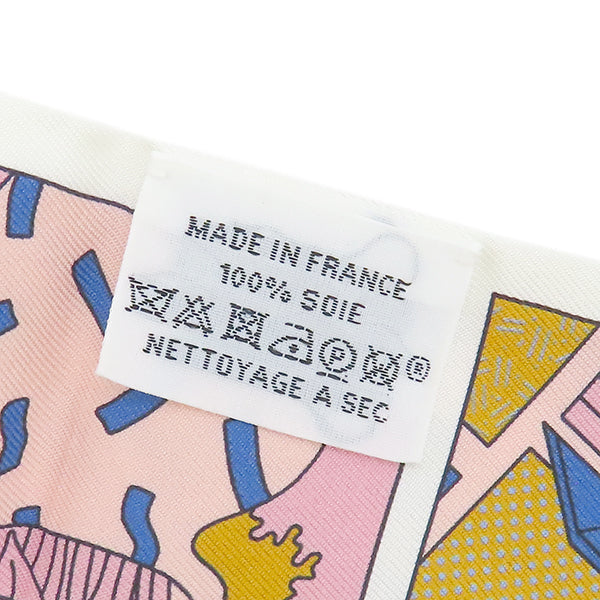 MADE IN FRANCE
100% SOIE
P ®
NETTOYAGE A SEC